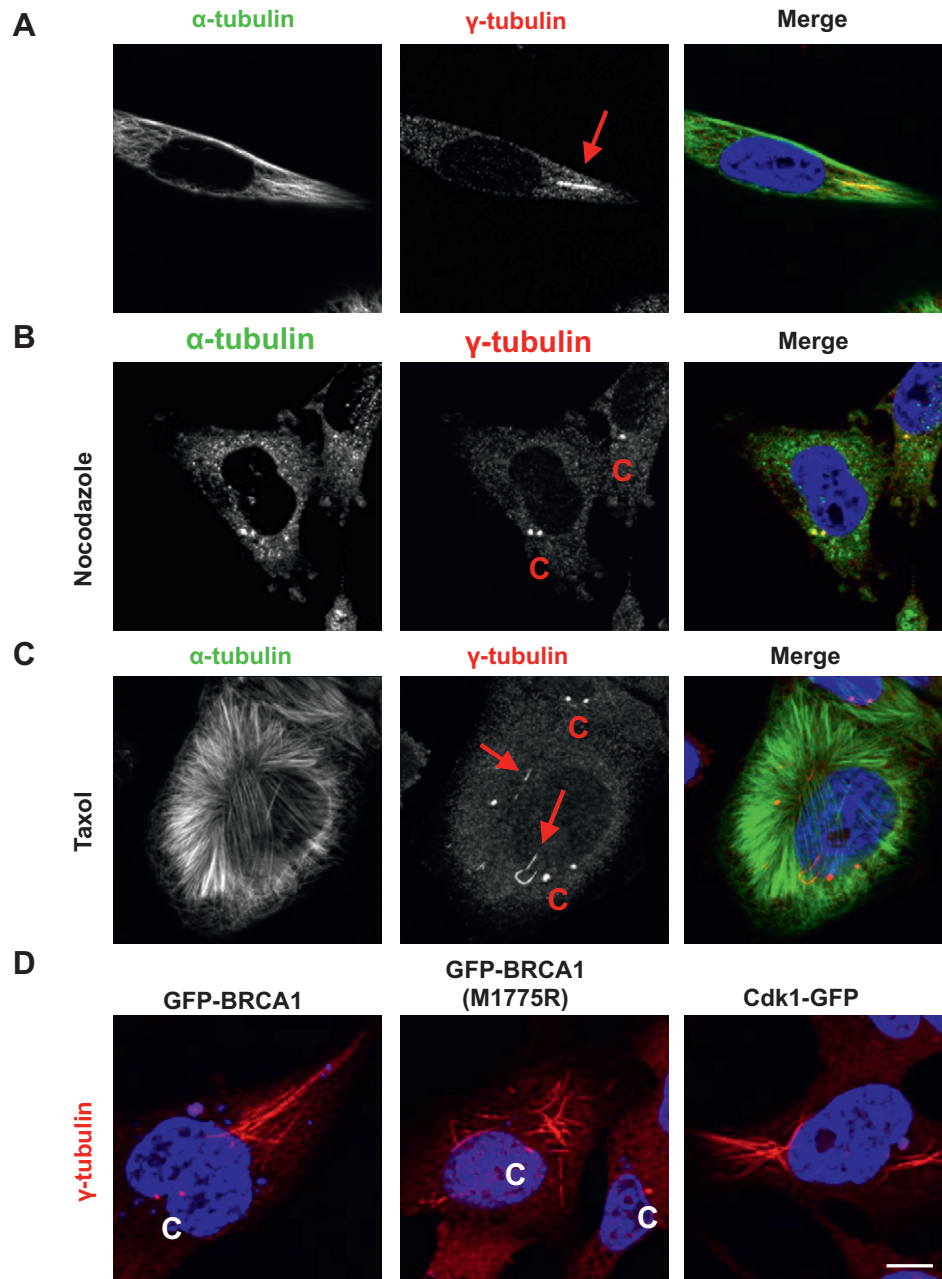 A
α-tubulin
γ-tubulin
Merge
B
α-tubulin
γ-tubulin
Merge
Nocodazole
C
C
C
α-tubulin
γ-tubulin
Merge
Taxol
C
C
D
GFP-BRCA1
GFP-BRCA1
(M1775R)
Cdk1-GFP
γ-tubulin
C
C
C